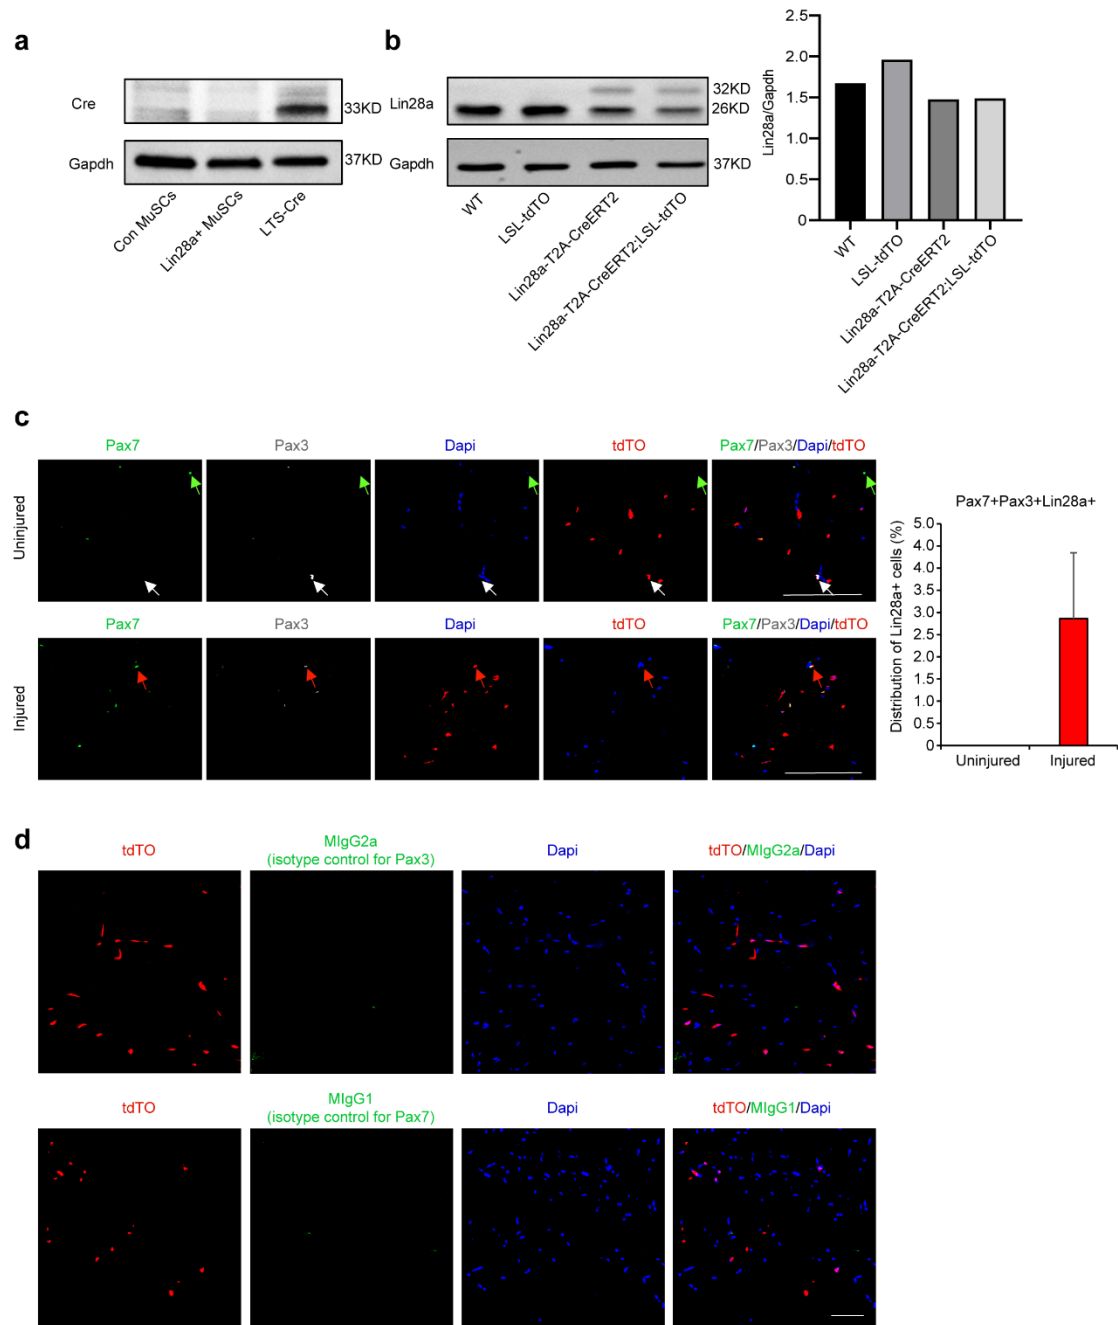 a
Cre
33KD
Gapdh
37KD
Con MuSCs
Lin28a+ MuSCs
LTS-Cre
b
Lin28a
32KD
26KD
Gapdh
37KD
WT
LSL-tdTO
Lin28a-T2A-CreERT2
Lin28a-T2A-CreERT2;LSL-tdTO
Lin28a/Gapdh
2.5
2.0
1.5
1.0
0.5
0
WT
LSL-tdTO
Lin28a-T2A-CreERT2
Lin28a-T2A-CreERT2;LSL-tdTO
c
Pax7
Pax3
Dapi
tdTO
Pax7/Pax3/Dapi/tdTO
Uninjured
Pax7
Pax3
Dapi
tdTO
Pax7/Pax3/Dapi/tdTO
Injured
Pax7+Pax3+Lin28a+
Distribution of Lin28a+ cells (%)
5.0
4.0
4.0
3.0
2.5
2.0
1.5
1.0
0.5
0
Uninjured
Injured
d
tdTO
MIgG2a
(isotype control for Pax3)
Dapi
tdTO/MIgG2a/Dapi
tdTO
MIgG1
(isotype control for Pax7)
Dapi
tdTO/MIgG1/Dapi